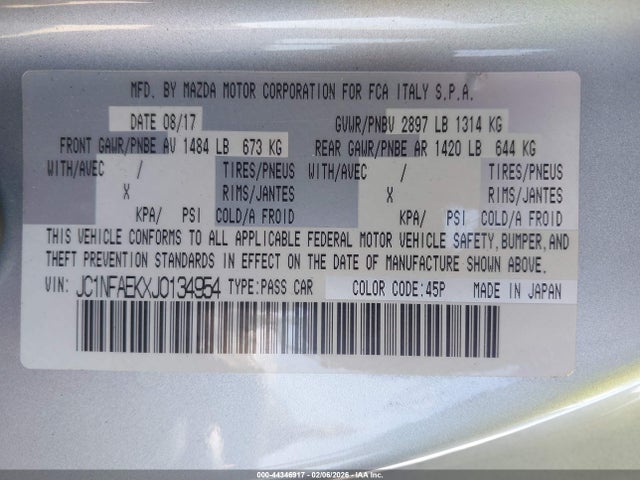 MFD. BY MAZDA MOTOR CORPORATION FOR FCA ITALY S.P.A.
DATE 08/17 GVWR/PNBV 2897 LB 1314 KG
FRONT GAWR/PNBE AV 1484 LB 673 KG REAR GAWR/PNBE AR 1420 LB 644 KG
WITH/AVEC / TIRES/PNEUS WITH/AVEC / TIRES/PNEUS
X RIMS/JANTES X RIMS/JANTES
KPA/ PSI COLD/A FROID KPA/ PSI COLD/A FROID
THIS VEHICLE CONFORMS TO ALL APPLICABLE FEDERAL MOTOR VEHICLE SAFETY,BUMPER,AND
THEFT PREVENTION STANDARDS IN EFFECT ON THE DATE OF MANUFACTURE SHOWN ABOVE.
VIN: JC1NFAEKXJ0134954 TYPE:PASS CAR COLOR CODE:45P MADE IN JAPAN
000-44346917 - 02/06/2026 - COPYRIGHT IAA, LLC